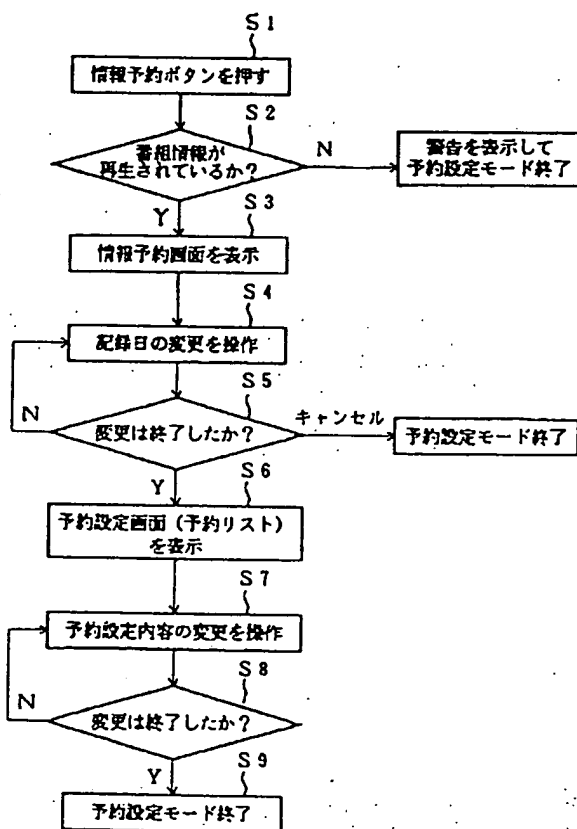 S1
情報予約ボタンを押す
S2
番組情報が
再生されているか?
N
警告を表示して
予約設定モード終了
Y
S3
情報予約画面を表示
S4
記録日の変更を操作
S5
N
変更は終了したか?
キャンセル
予約設定モード終了
Y
S6
予約設定画面(予約リスト)
を表示
S7
予約設定内容の変更を操作
S8
N
変更は終了したか?
Y
S9
予約設定モード終了